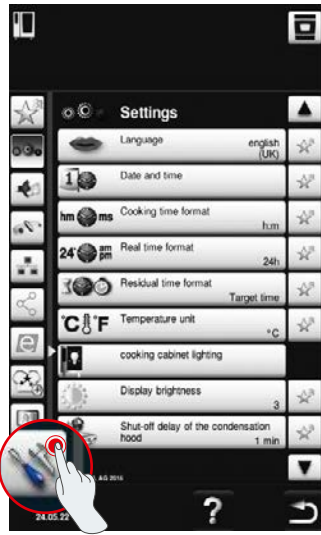 Settings
Language
english
(UK)
1
Date and time
hm ms
Cooking time format
h:m
24 am
pm
Real time format
24h
Residual time format
Target time
°C °F
Temperature unit
°C
cooking cabinet lighting
Display brightness
3
Shut-off delay of the condensation
hood
1 min
AG 2016
24.05.22
?